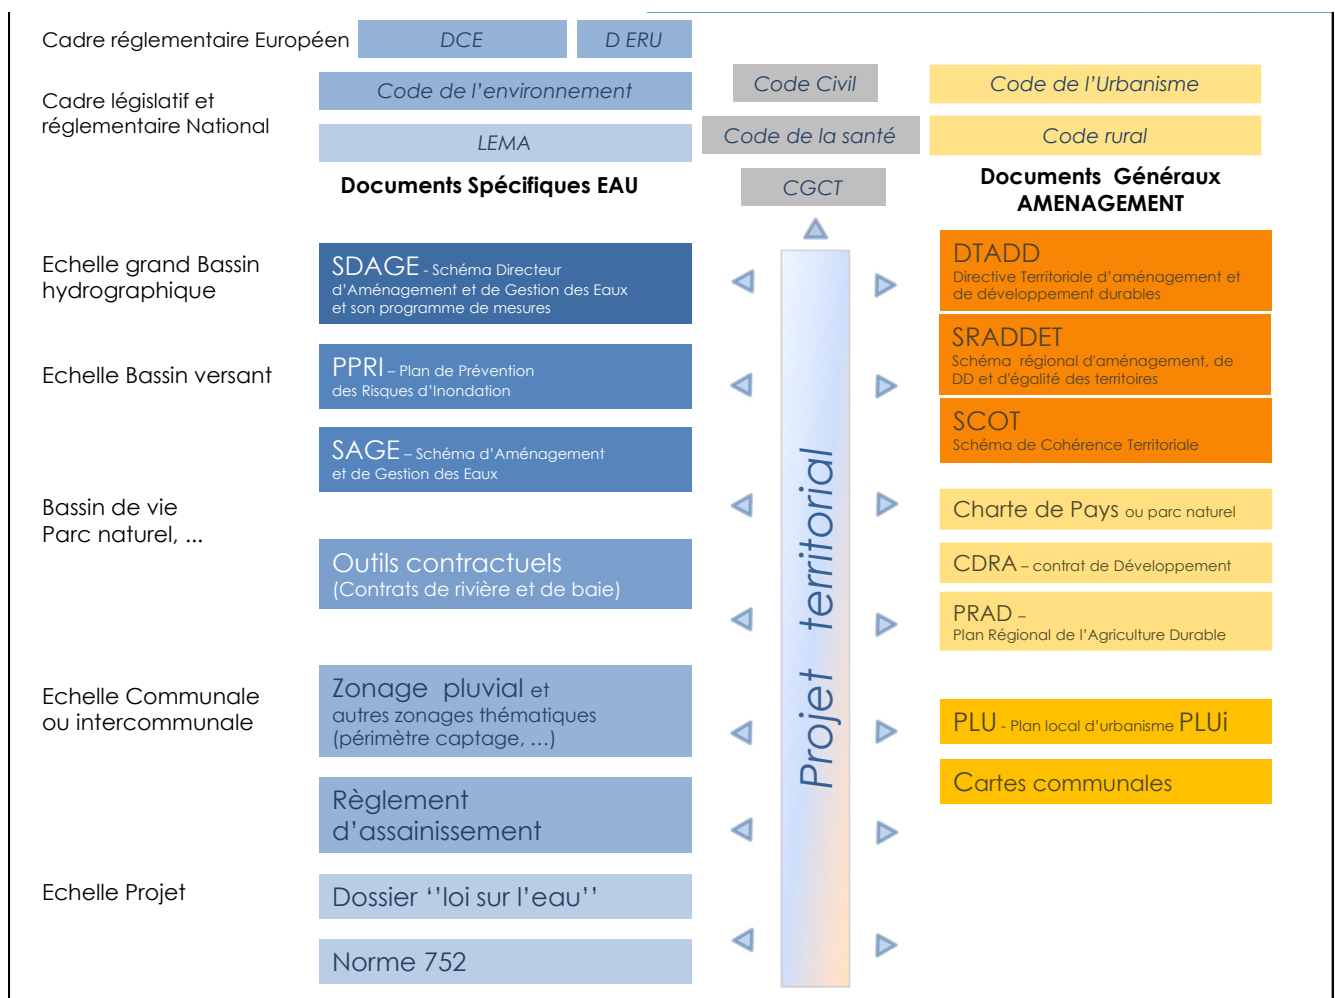 Cadre réglementaire Européen
DCE
D ERU
Cadre législatif et
réglementaire National
Code de l'environnement
LEMA
Code Civil
Code de la santé
CGCT
Code de l'Urbanisme
Code rural
Documents Spécifiques EAU
Documents Généraux
AMENAGEMENT
Echelle grand Bassin
hydrographique
SDAGE - Schéma Directeur
d'Aménagement et de Gestion des Eaux
et son programme de mesures
DTADD
Directive Territoriale d'aménagement et
de développement durables
SRADDET
Schéma régional d'aménagement, de
DD et d'égalité des territoires
Echelle Bassin versant
PPRI – Plan de Prévention
des Risques d'Inondation
SCOT
Schéma de Cohérence Territoriale
SAGE – Schéma d'Aménagement
et de Gestion des Eaux
Bassin de vie
Parc naturel, ...
Charte de Pays ou parc naturel
Outils contractuels
(Contrats de rivière et de baie)
CDRA – contrat de Développement
PRAD –
Plan Régional de l'Agriculture Durable
Projet territorial
Echelle Communale
ou intercommunale
Zonage pluvial et
autres zonages thématiques
(périmètre captage, ...)
PLU - Plan local d'urbanisme PLUi
Cartes communales
Règlement
d'assainissement
Echelle Projet
Dossier ''loi sur l'eau''
Norme 752